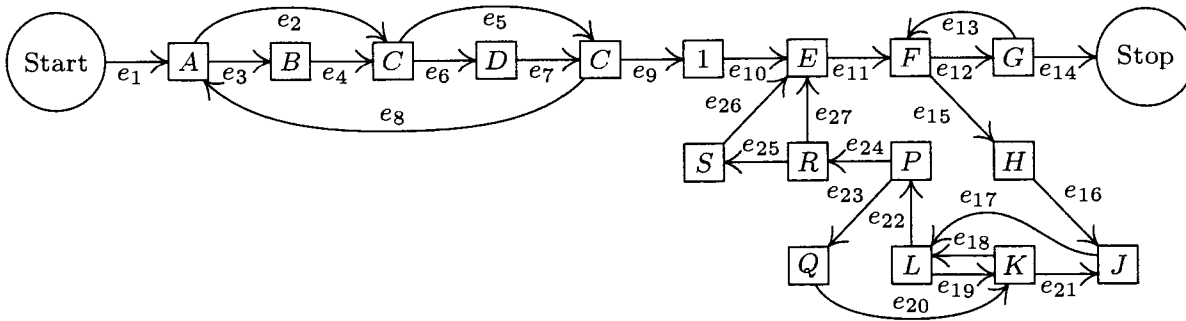 e2 e5 e13
Start A B C D C 1 E F G Stop
e1 e3 e4 e6 e7 e9 e10 e11 e12 e14
e8 e26 e27 e15
S e25 R e24 P H
e23 e22 e17 e16
e18
Q L K J
e20 e19 e21